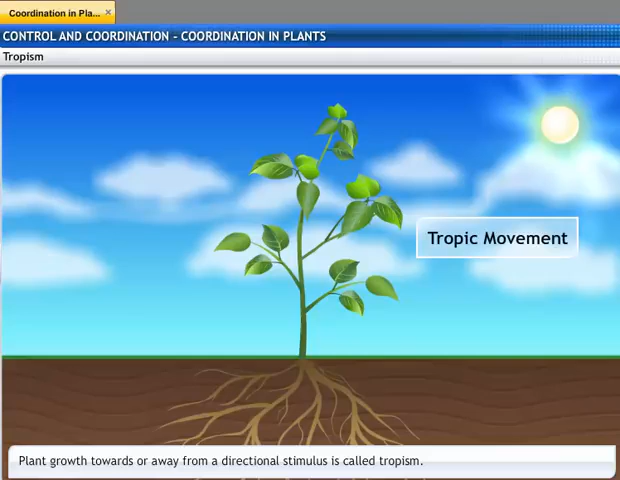 Coordination in Pla...
CONTROL AND COORDINATION - COORDINATION IN PLANTS
Tropism
Tropic Movement
Plant growth towards or away from a directional stimulus is called tropism.